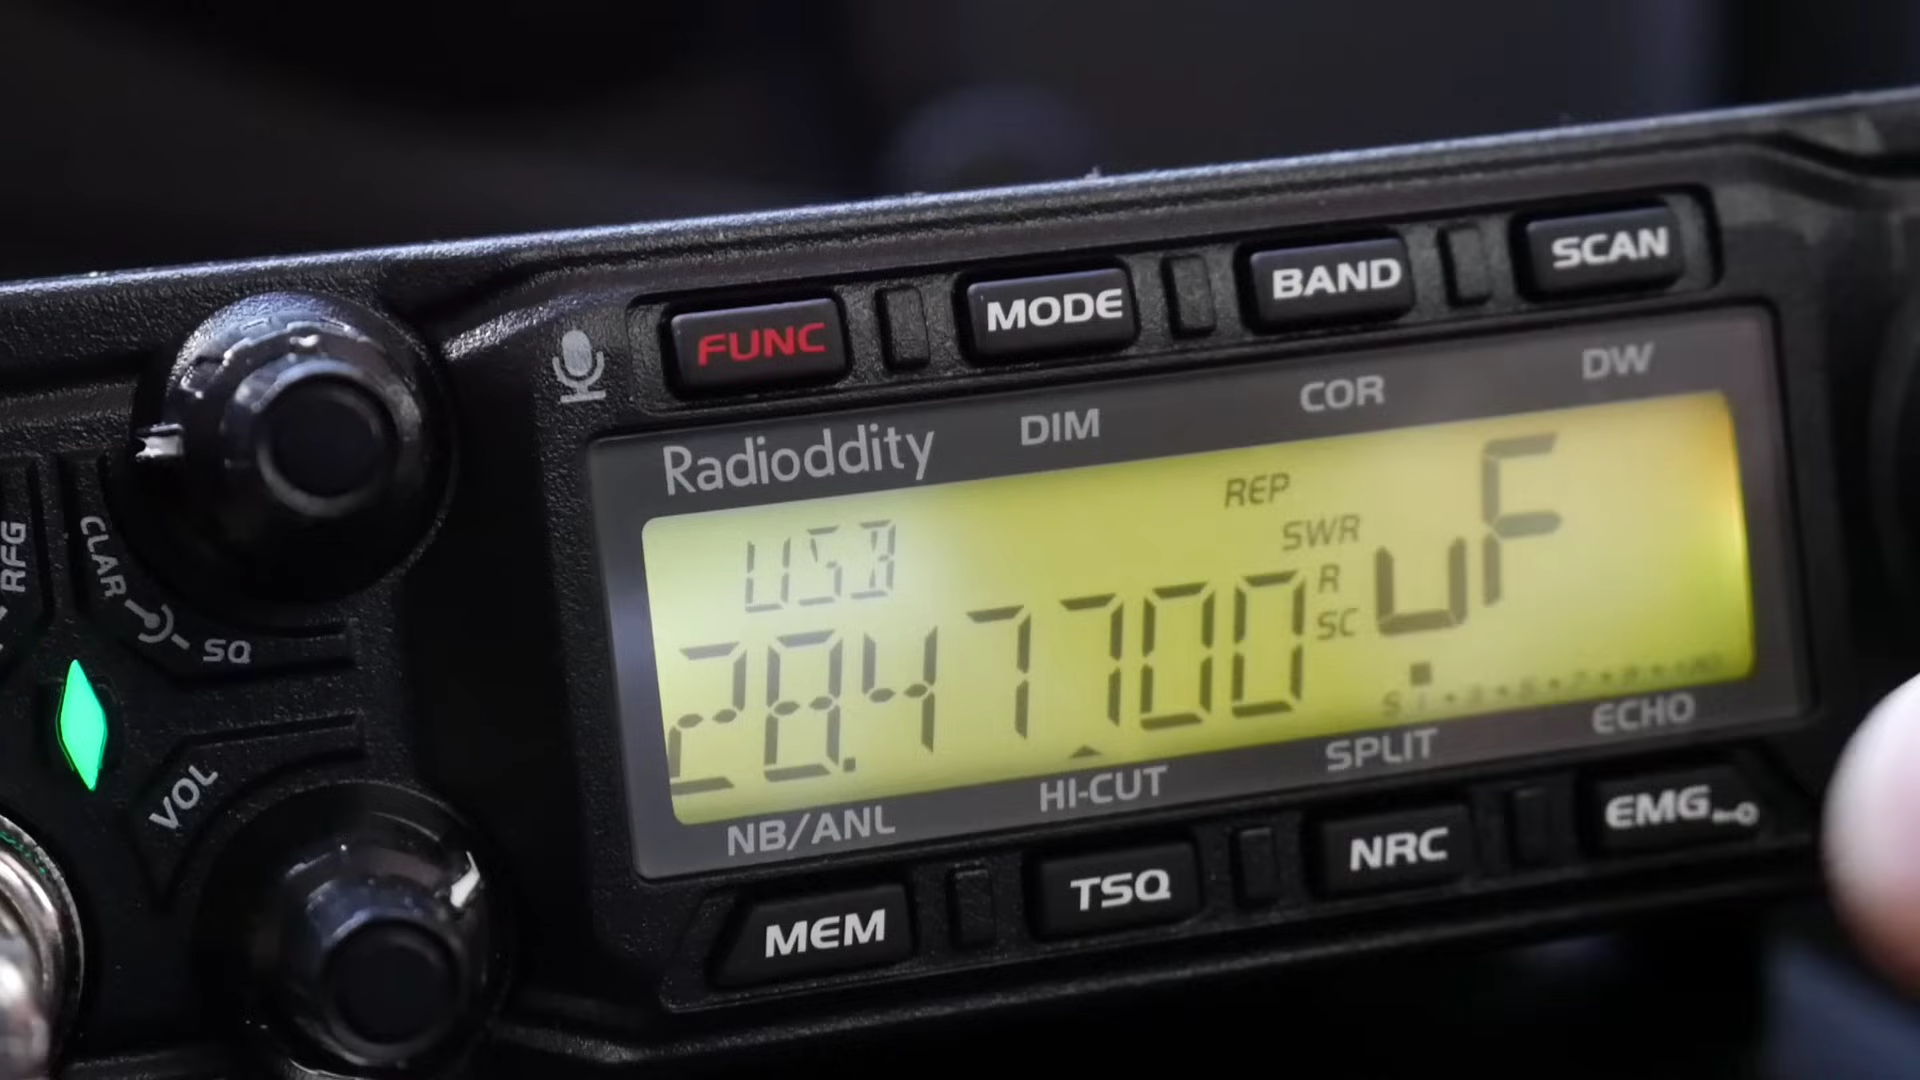 FUNC
MODE
BAND
SCAN
Radioddity
DIM
COR
DW
RFG
CLAR
SQ
VOL
USB
REP
SWR
R
SC
uF
28.47700
NB/ANL
HI-CUT
SPLIT
ECHO
MEM
TSQ
NRC
EMG